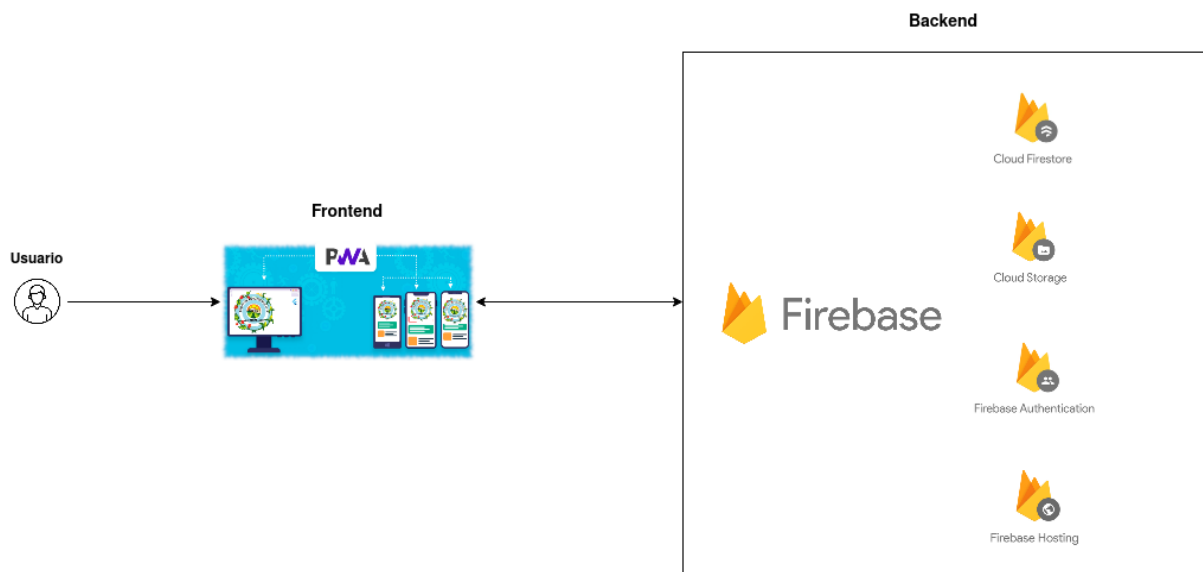 Backend
Cloud Firestore
Frontend
PWA
Usuario
Cloud Storage
Firebase
Firebase Authentication
Firebase Hosting